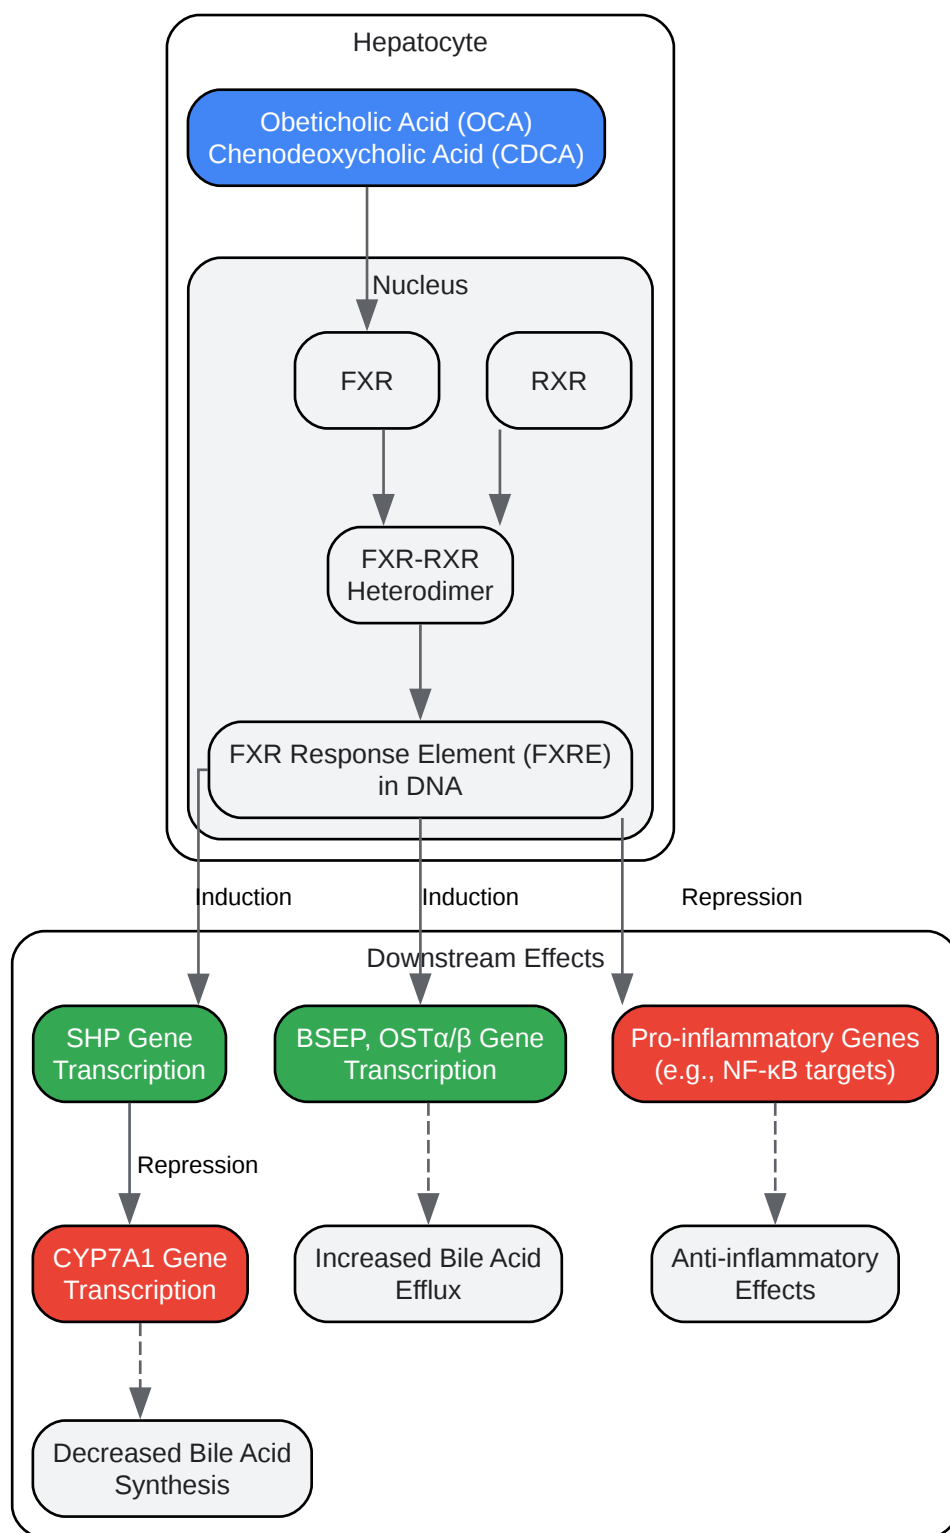 Hepatocyte
Obeticholic Acid (OCA)
Chenodeoxycholic Acid (CDCA)
Nucleus
FXR
RXR
FXR-RXR
Heterodimer
FXR Response Element (FXRE)
in DNA
Induction
Induction
Repression
Downstream Effects
SHP Gene
Transcription
BSEP, OSTα/β Gene
Transcription
Pro-inflammatory Genes
(e.g., NF-κB targets)
Repression
CYP7A1 Gene
Transcription
Increased Bile Acid
Efflux
Anti-inflammatory
Effects
Decreased Bile Acid
Synthesis